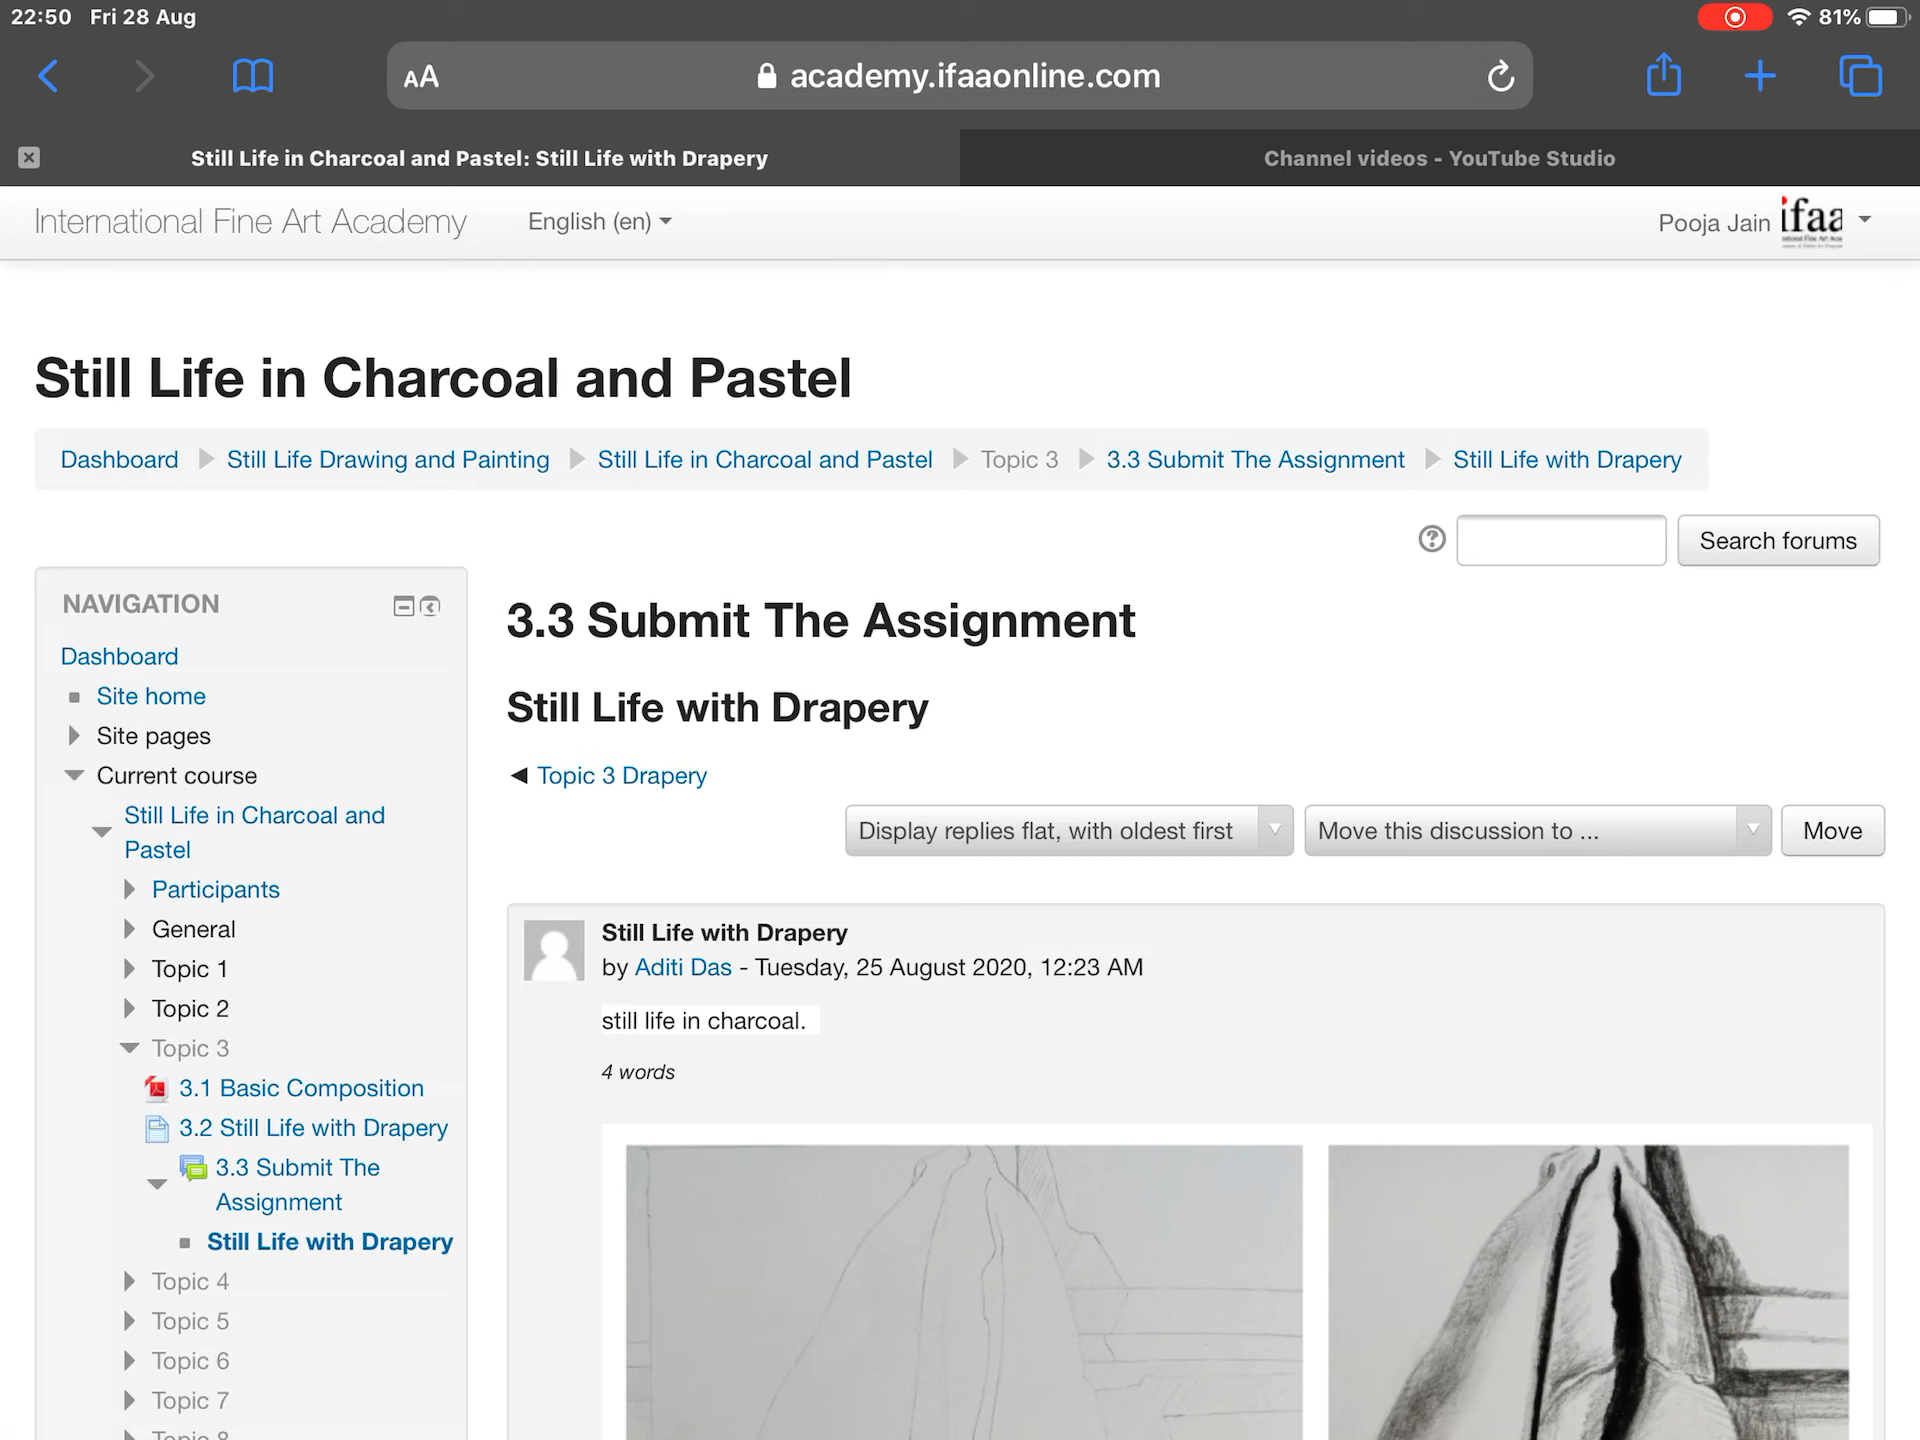 22:50 Fri 28 Aug
81%
AA
academy.ifaaonline.com
Still Life in Charcoal and Pastel: Still Life with Drapery
Channel videos - YouTube Studio
International Fine Art Academy
English (en)
Pooja Jain
ifaa
Still Life in Charcoal and Pastel
Dashboard Still Life Drawing and Painting Still Life in Charcoal and Pastel Topic 3 3.3 Submit The Assignment Still Life with Drapery
Search forums
NAVIGATION
Dashboard
Site home
Site pages
Current course
Still Life in Charcoal and
Pastel
Participants
General
Topic 1
Topic 2
Topic 3
3.1 Basic Composition
3.2 Still Life with Drapery
3.3 Submit The
Assignment
Still Life with Drapery
Topic 4
Topic 5
Topic 6
Topic 7
Topic 8
3.3 Submit The Assignment
Still Life with Drapery
◀ Topic 3 Drapery
Display replies flat, with oldest first
Move this discussion to ...
Move
Still Life with Drapery
by Aditi Das - Tuesday, 25 August 2020, 12:23 AM
still life in charcoal.
4 words